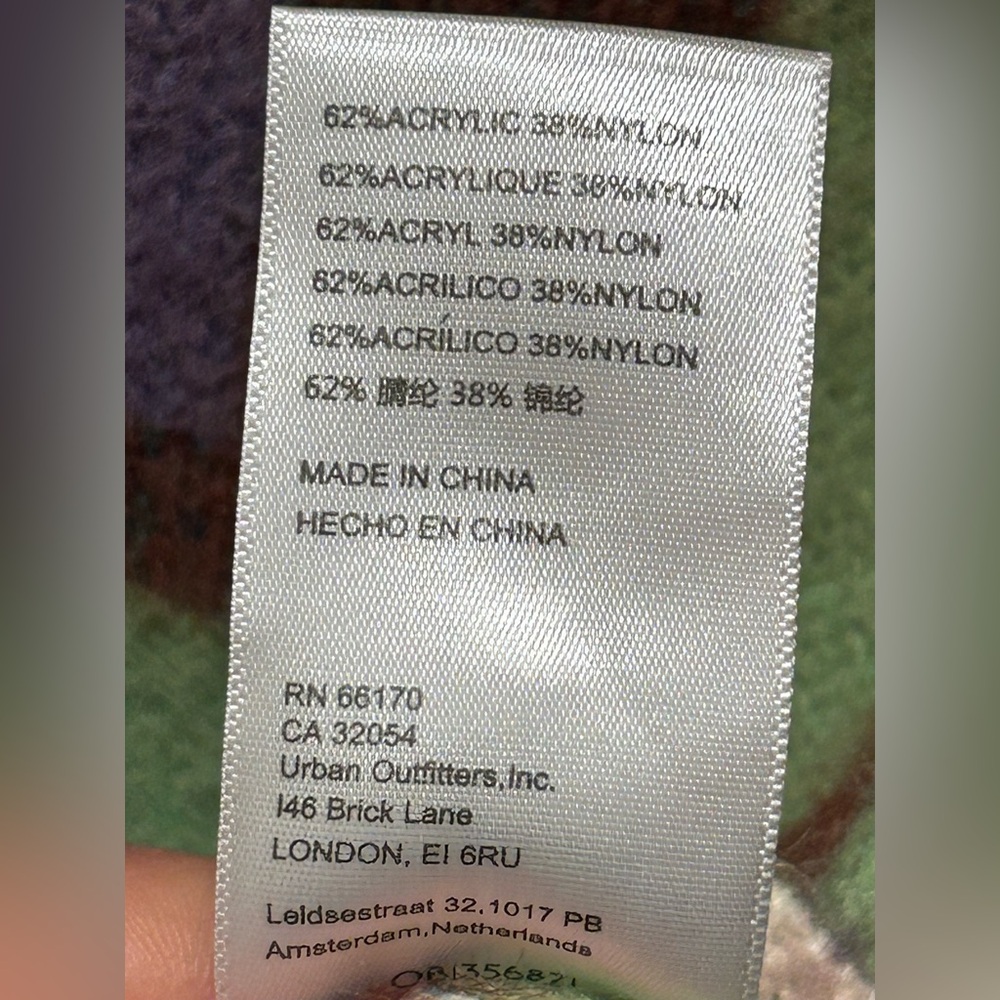 62%ACRYLIC 38%NYLON
62%ACRYLIQUE 38%NYLON
62%ACRYL 38%NYLON
62%ACRILICO 38%NYLON
62%ACRÍLICO 38%NYLON
62% 腈纶 38% 锦纶
MADE IN CHINA
HECHO EN CHINA
RN 66170
CA 32054
Urban Outfitters,Inc.
146 Brick Lane
LONDON, E1 6RU
Leidsestraat 32,1017 PB
Amsterdam,Netherlands